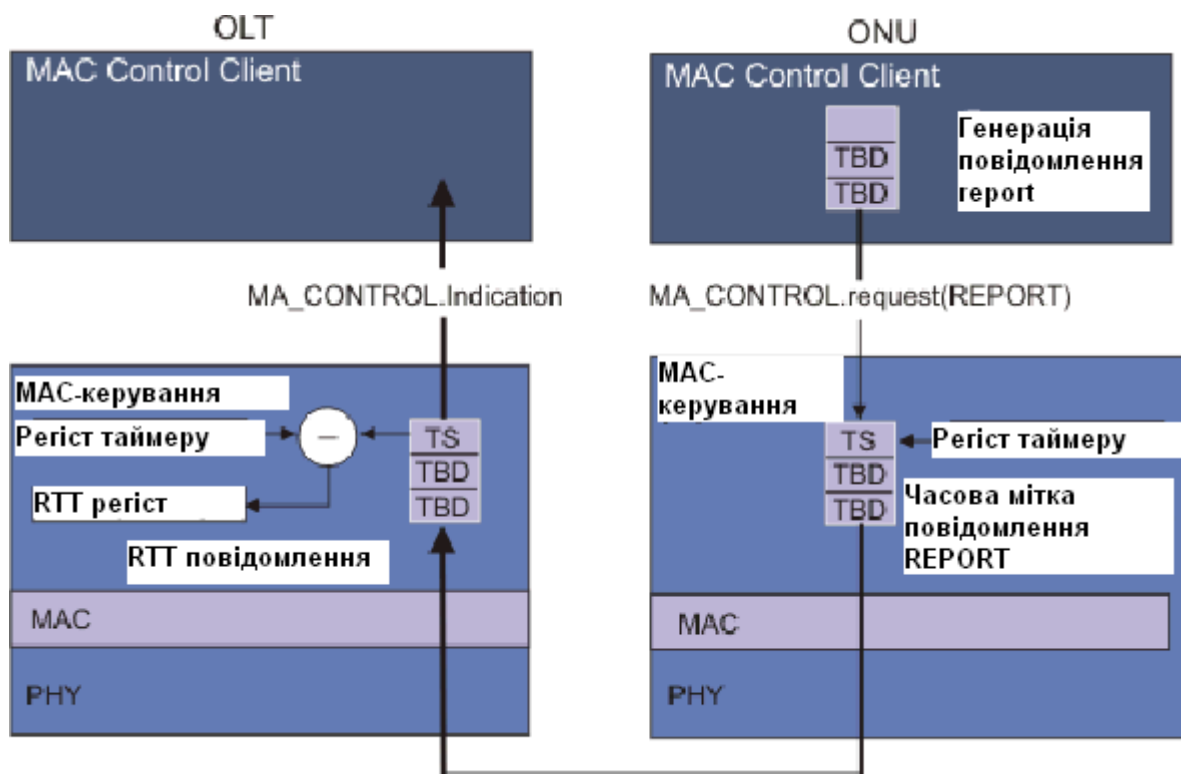 OLT
MAC Control Client
MA_CONTROL.Indication
МАС-керування
Регіст таймеру
—
TS
TBD
TBD
RTT регіст
RTT повідомлення
MAC
PHY
ONU
MAC Control Client
TBD
TBD
Генерація
повідомлення
report
MA_CONTROL.request(REPORT)
МАС-
керування
TS
TBD
TBD
Регіст таймеру
Часова мітка
повідомлення
REPORT
MAC
PHY